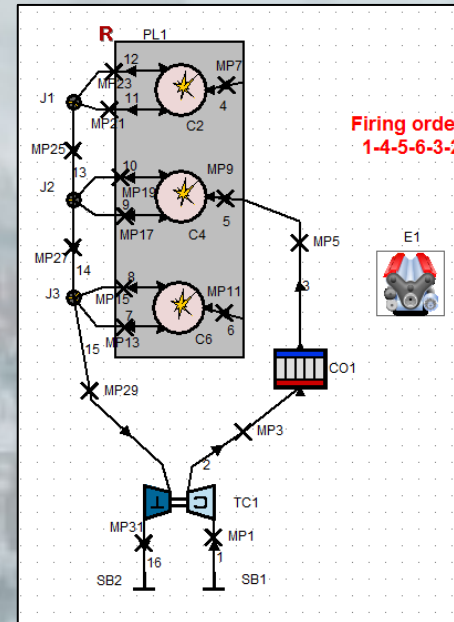 R
PL1
12
MP7
MP23
J1
11
4
MP21
C2
Firing orde
1-4-5-6-3-2
MP25
13
10
MP9
J2
MP19
9
5
C4
MP17
MP5
E1
MP27
14
8
3
J3
MP15
MP11
7
6
MP13
C6
15
CO1
MP29
MP3
2
T
C
TC1
MP31
MP1
16
1
SB2
SB1